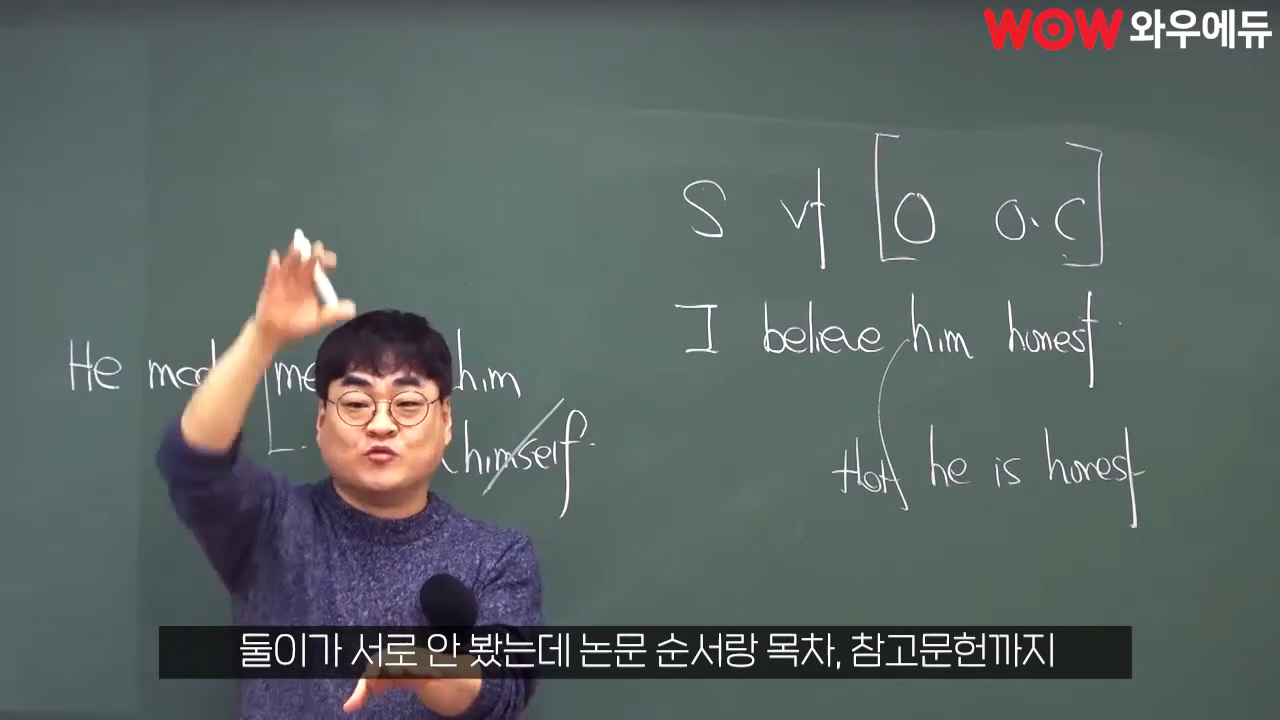 WOW 와우에듀
S vt [O O.C]
I believe him honest
He him
himself
that he is honest
둘이가 서로 안 봤는데 논문 순서랑 목차, 참고문헌까지